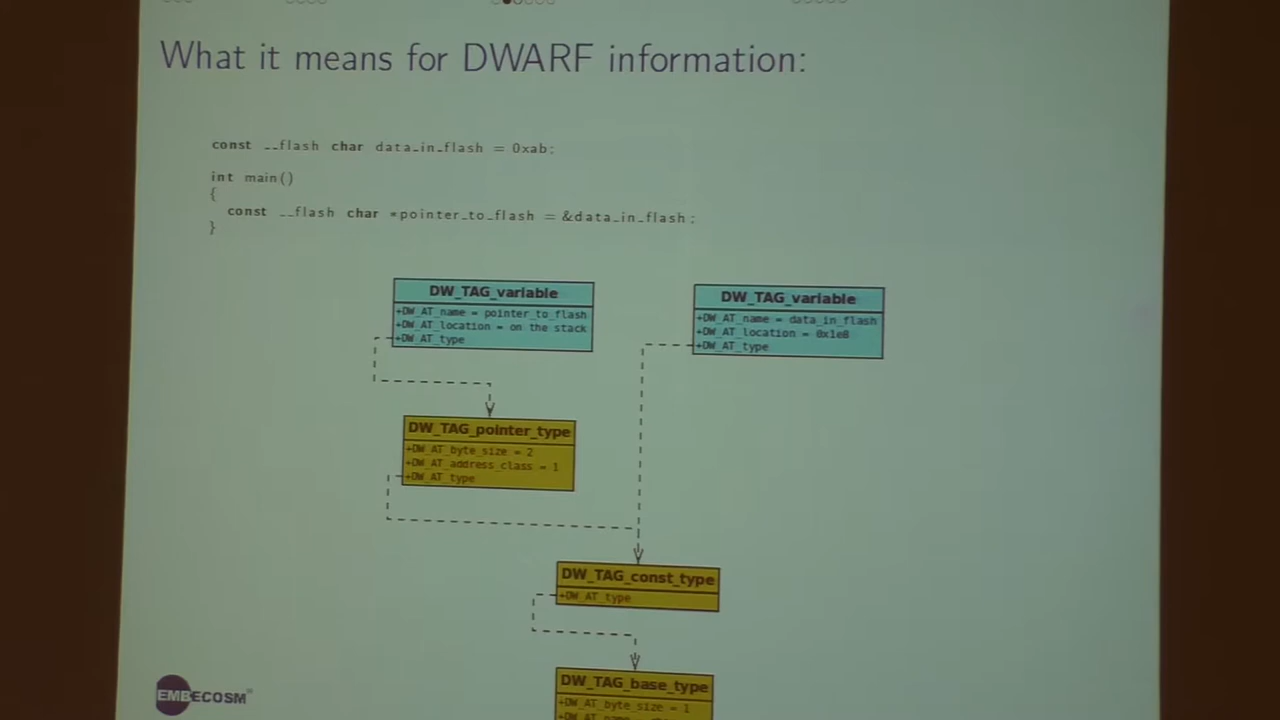 What it means for DWARF information:
const __flash char data_in_flash = 0xab;
int main()
{
const __flash char *pointer_to_flash = &data_in_flash;
}
DW_TAG_variable
+DW_AT_name = pointer_to_flash
+DW_AT_location = on the stack
+DW_AT_type
DW_TAG_variable
+DW_AT_name = data_in_flash
+DW_AT_location = 0x1e8
+DW_AT_type
DW_TAG_pointer_type
+DW_AT_byte_size = 2
+DW_AT_address_class = 1
+DW_AT_type
DW_TAG_const_type
+DW_AT_type
DW_TAG_base_type
+DW_AT_byte_size = 1
EMBECOSM®